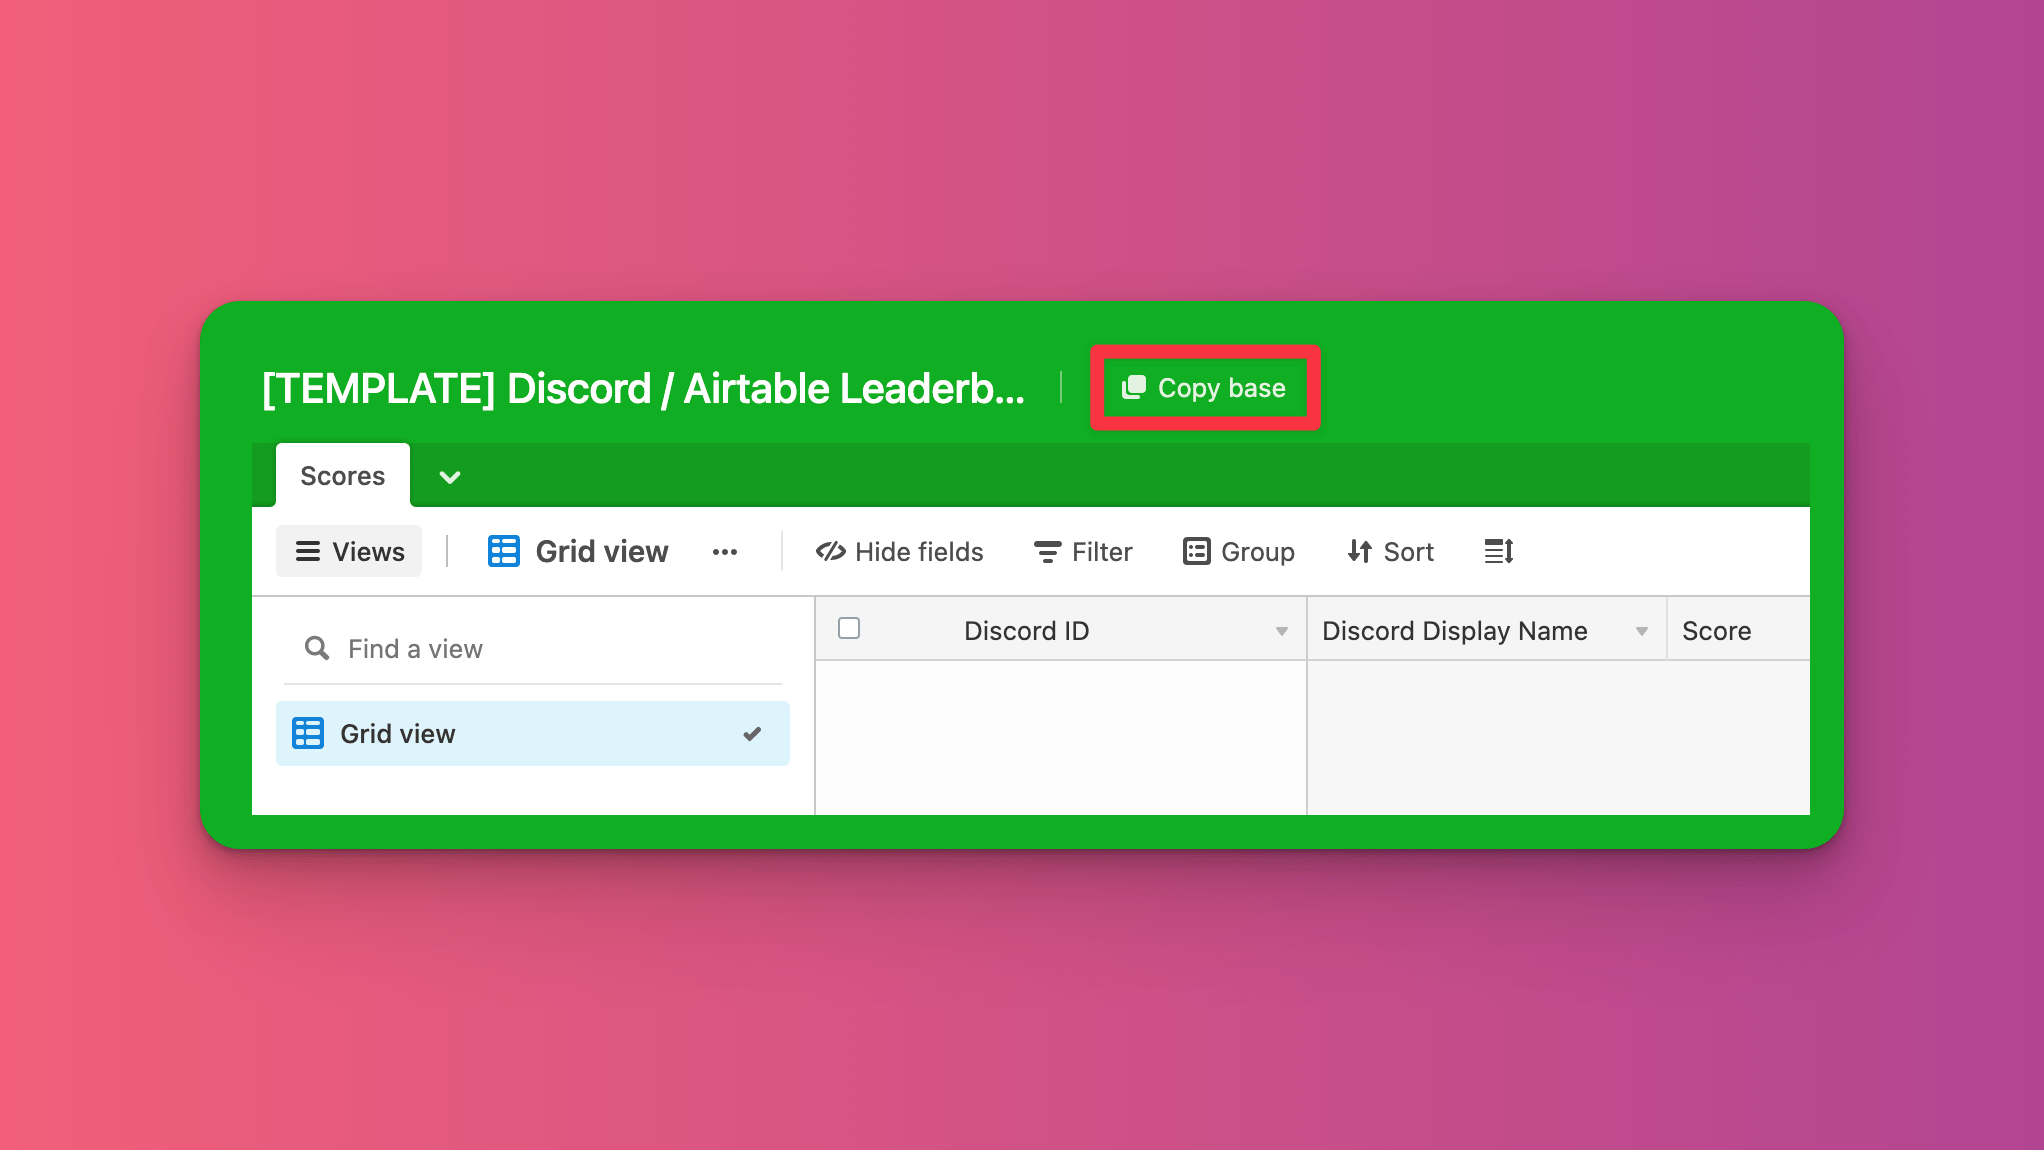 [TEMPLATE] Discord / Airtable Leaderb... Copy base
Scores
Views Grid view ... Hide fields Filter Group Sort
Find a view
Discord ID Discord Display Name Score
Grid view